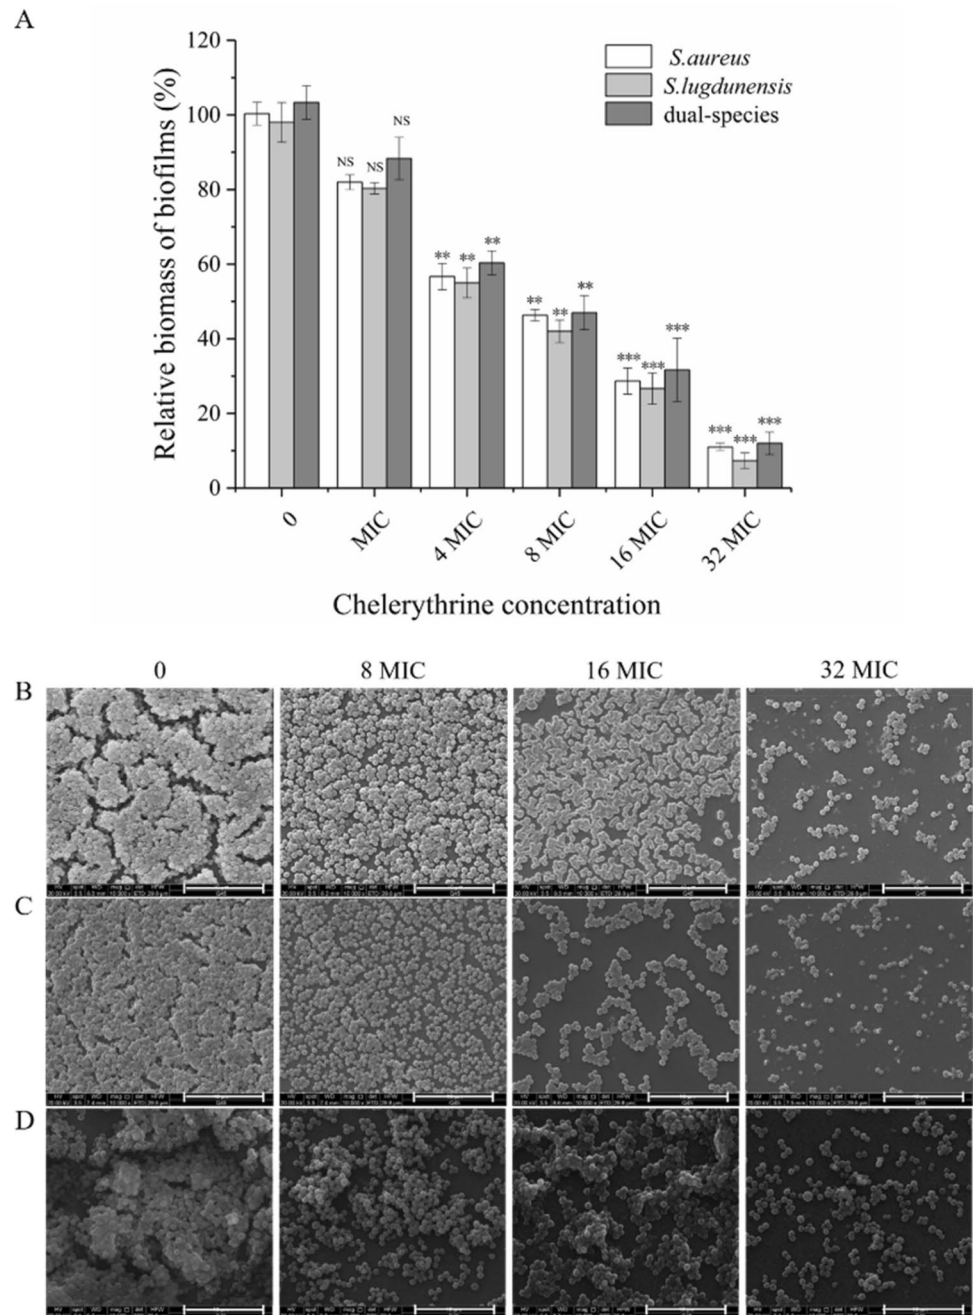 A
120
100
80
60
40
20
0
Relative biomass of biofilms (%)
S.aureus
S.lugdunensis
dual-species
NS NS NS
** ** **
** ** **
*** *** ***
*** *** ***
0 MIC 4 MIC 8 MIC 16 MIC 32 MIC
Chelerythrine concentration
0 8 MIC 16 MIC 32 MIC
B
C
D